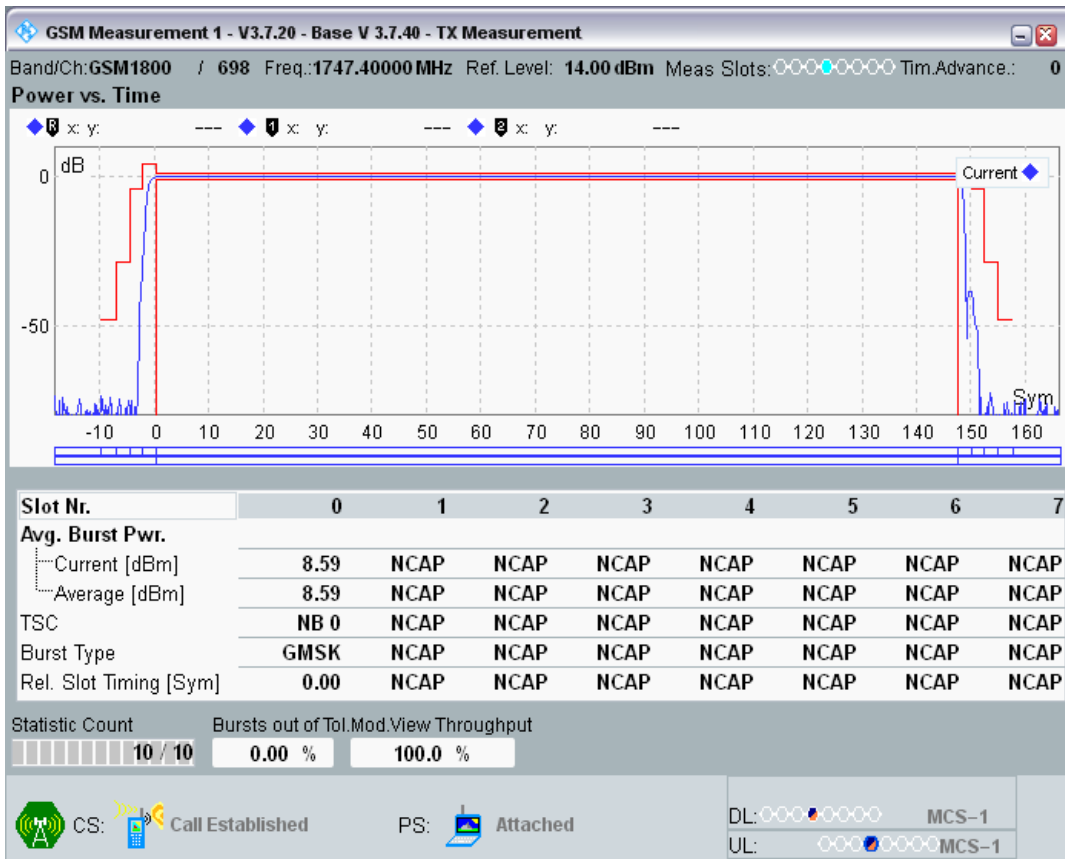 GSM Measurement 1 - V3.7.20 - Base V 3.7.40 - TX Measurement
Band/Ch:GSM1800 / 698 Freq.:1747.40000 MHz Ref. Level: 14.00 dBm Meas Slots: Tim.Advance.: 0
Power vs. Time
R x: y: --- 1 x: y: --- 2 x: y: ---
dB
Current
0
-50
Sym
-10 0 10 20 30 40 50 60 70 80 90 100 110 120 130 140 150 160
Slot Nr. 0 1 2 3 4 5 6 7
Avg. Burst Pwr.
Current [dBm] 8.59 NCAP NCAP NCAP NCAP NCAP NCAP NCAP
Average [dBm] 8.59 NCAP NCAP NCAP NCAP NCAP NCAP NCAP
TSC NB 0 NCAP NCAP NCAP NCAP NCAP NCAP NCAP
Burst Type GMSK NCAP NCAP NCAP NCAP NCAP NCAP NCAP
Rel. Slot Timing [Sym] 0.00 NCAP NCAP NCAP NCAP NCAP NCAP NCAP
Statistic Count Bursts out of Tol. Mod.View Throughput
10 / 10 0.00 % 100.0 %
CS: Call Established PS: Attached
DL: MCS-1
UL: MCS-1